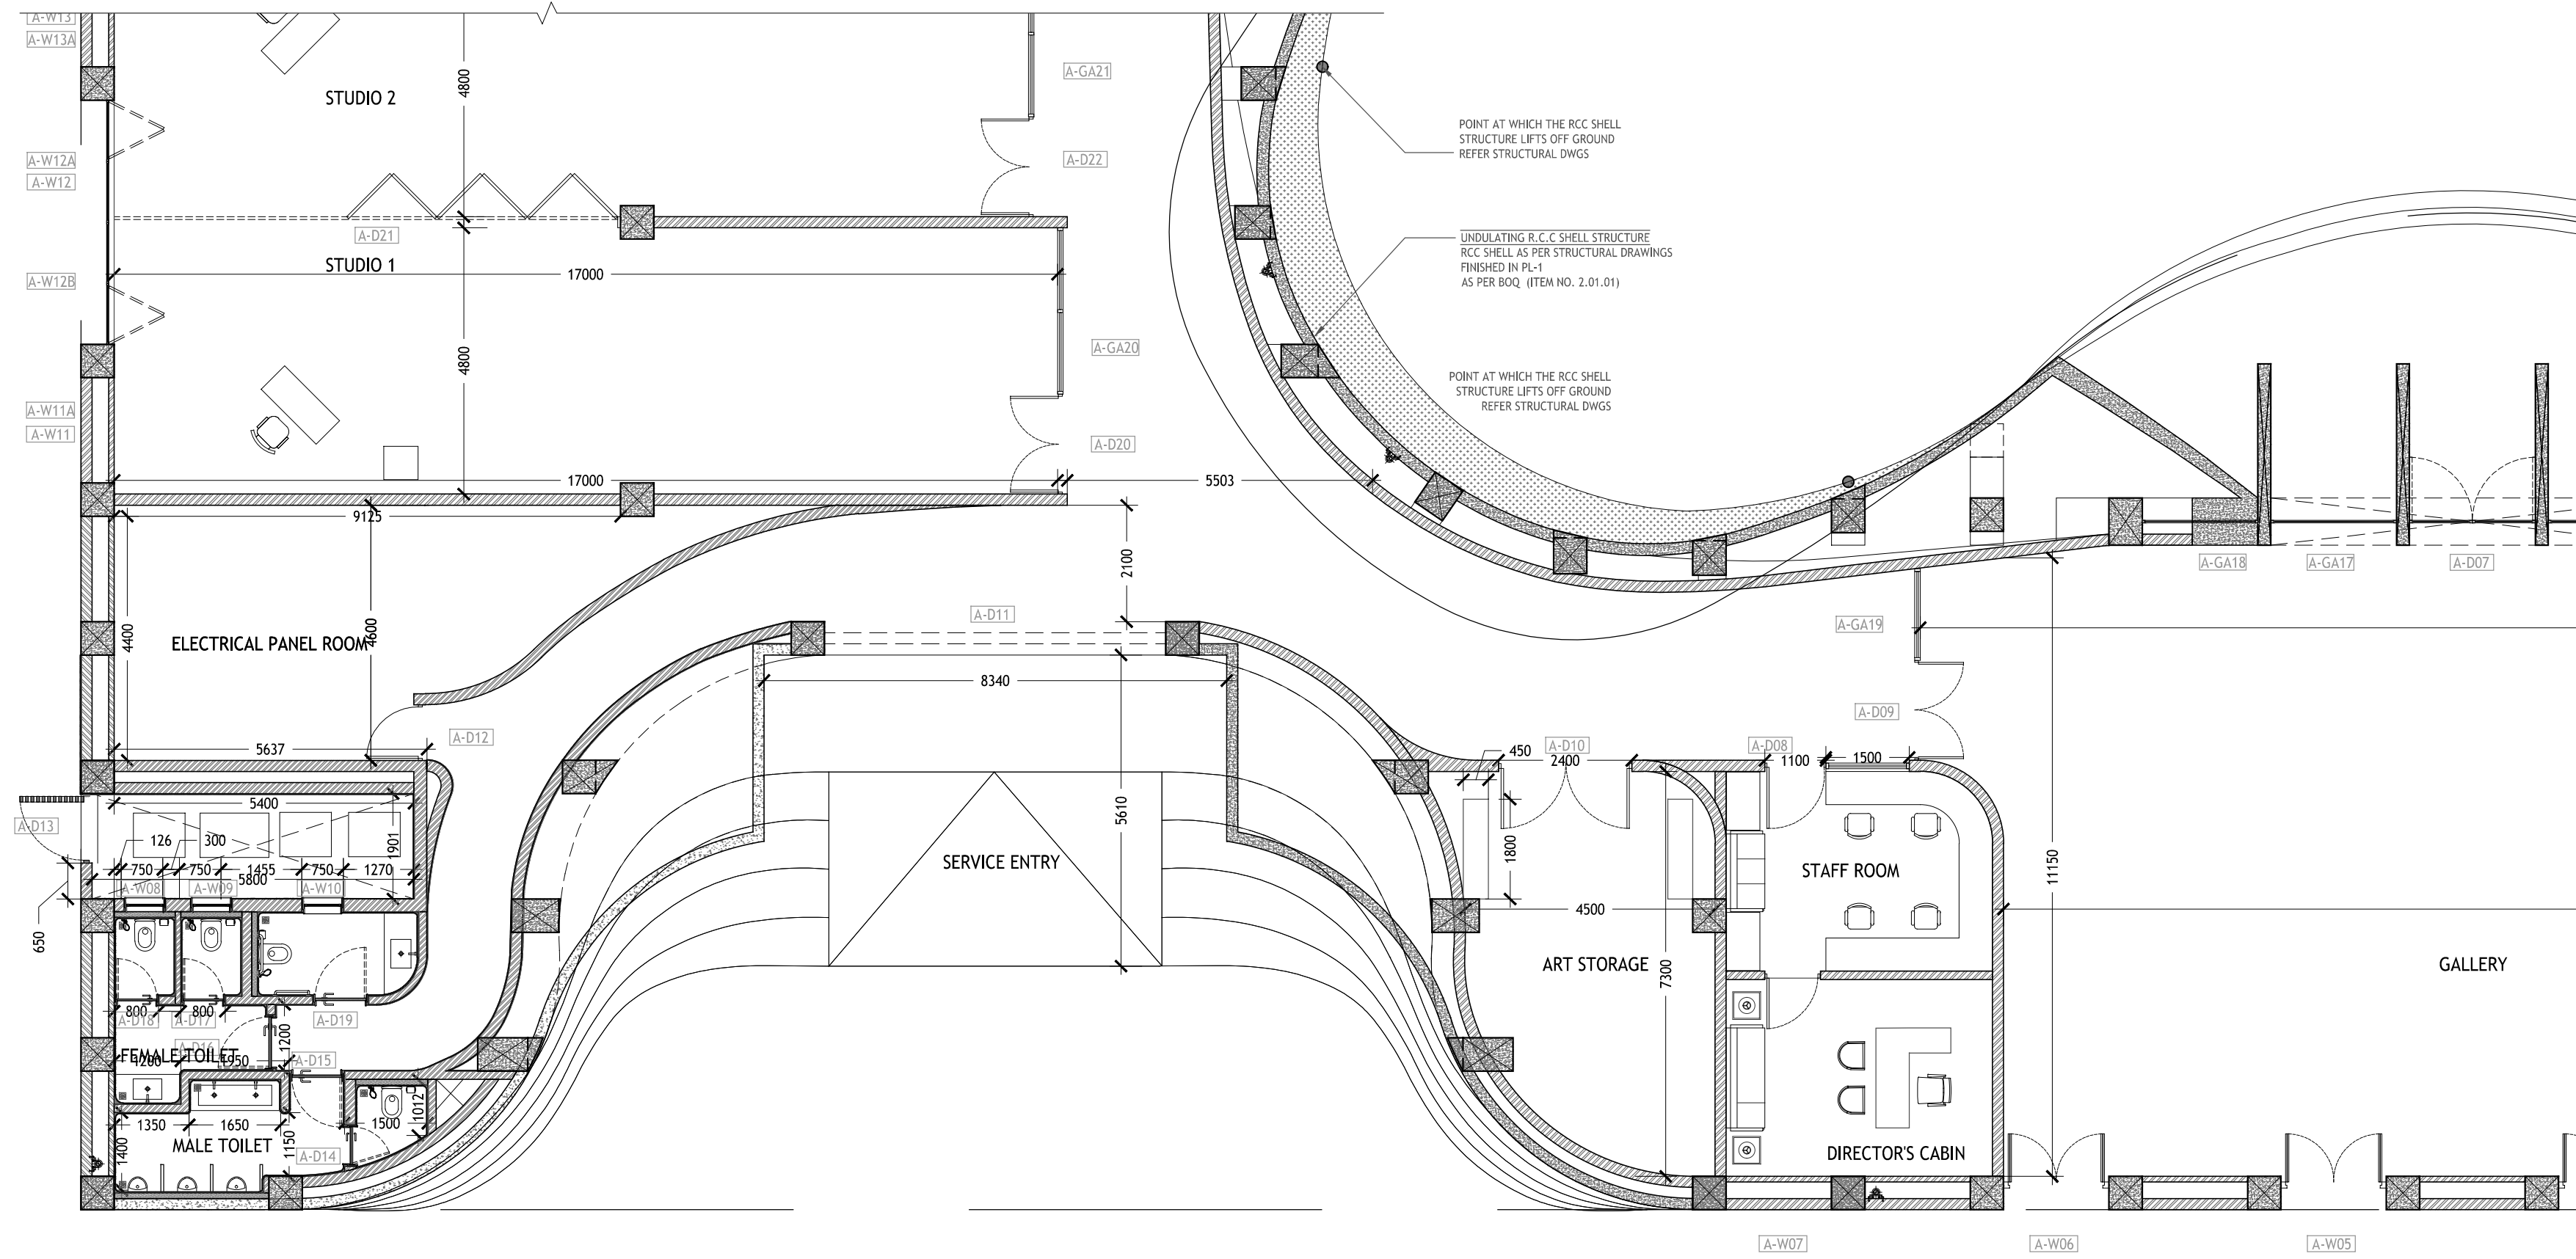 A-W13
A-W13A
STUDIO 2
4800
A-GA21
A-D22
A-W12A
A-W12
POINT AT WHICH THE RCC SHELL
STRUCTURE LIFTS OFF GROUND
REFER STRUCTURAL DWGS
A-D21
STUDIO 1
17000
A-W12B
UNDULATING R.C.C SHELL STRUCTURE
RCC SHELL AS PER STRUCTURAL DRAWINGS
FINISHED IN PL-1
AS PER BOQ (ITEM NO. 2.01.01)
4800
A-GA20
POINT AT WHICH THE RCC SHELL
STRUCTURE LIFTS OFF GROUND
REFER STRUCTURAL DWGS
A-W11A
A-W11
A-D20
17000
5503
9125
2100
A-GA18
A-GA17
A-D07
4400
ELECTRICAL PANEL ROOM
4600
A-D11
A-GA19
8340
A-D09
11150
5637
A-D12
450
A-D10
2400
A-D08
1100
1500
5400
A-D13
126
300
1901
750
750
1455
750
1270
5800
A-W08
A-W09
A-W10
650
5610
SERVICE ENTRY
1800
4500
ART STORAGE
7300
STAFF ROOM
GALLERY
800
800
A-D18
A-D17
A-D19
1200
A-D16
FEMALE TOILET
1200
1950
A-D15
1012
1350
1650
1500
1400
MALE TOILET
1150
A-D14
DIRECTOR'S CABIN
A-W07
A-W06
A-W05